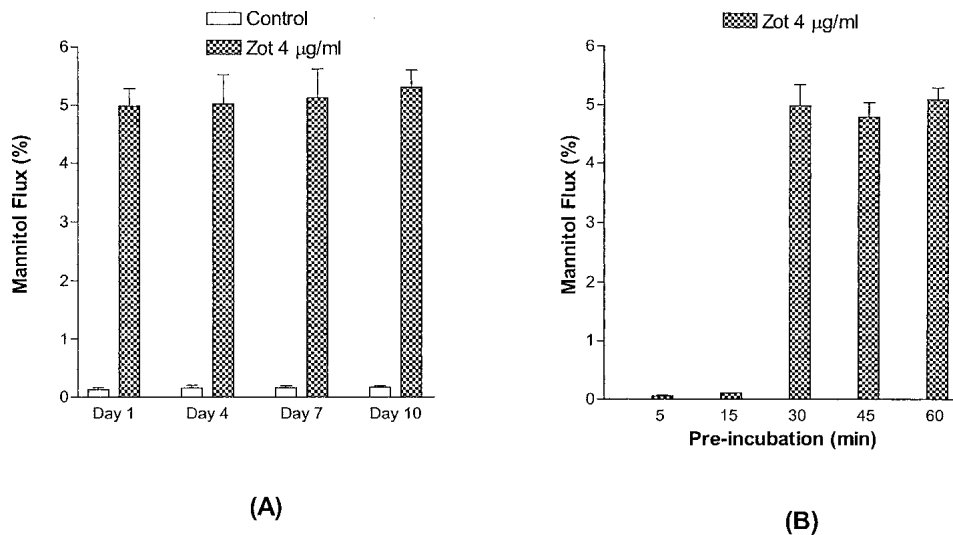 Control
Zot 4 μg/ml
6
5
4
3
2
1
0
Mannitol Flux (%)
Day 1 Day 4 Day 7 Day 10
(A)
Zot 4 μg/ml
6
5
4
3
2
1
0
Mannitol Flux (%)
5 15 30 45 60
Pre-incubation (min)
(B)